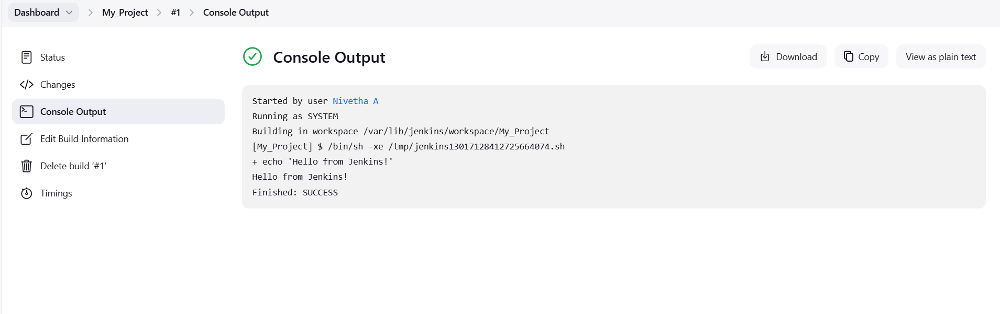 Dashboard > My_Project > #1 > Console Output
Status
Changes
Console Output
Edit Build Information
Delete build ‘#1’
Timings
Console Output
Download
Copy
View as plain text
Started by user Nivetha A
Running as SYSTEM
Building in workspace /var/lib/jenkins/workspace/My_Project
[My_Project] $ /bin/sh -xe /tmp/jenkins13017128412725664074.sh
+ echo 'Hello from Jenkins!'
Hello from Jenkins!
Finished: SUCCESS